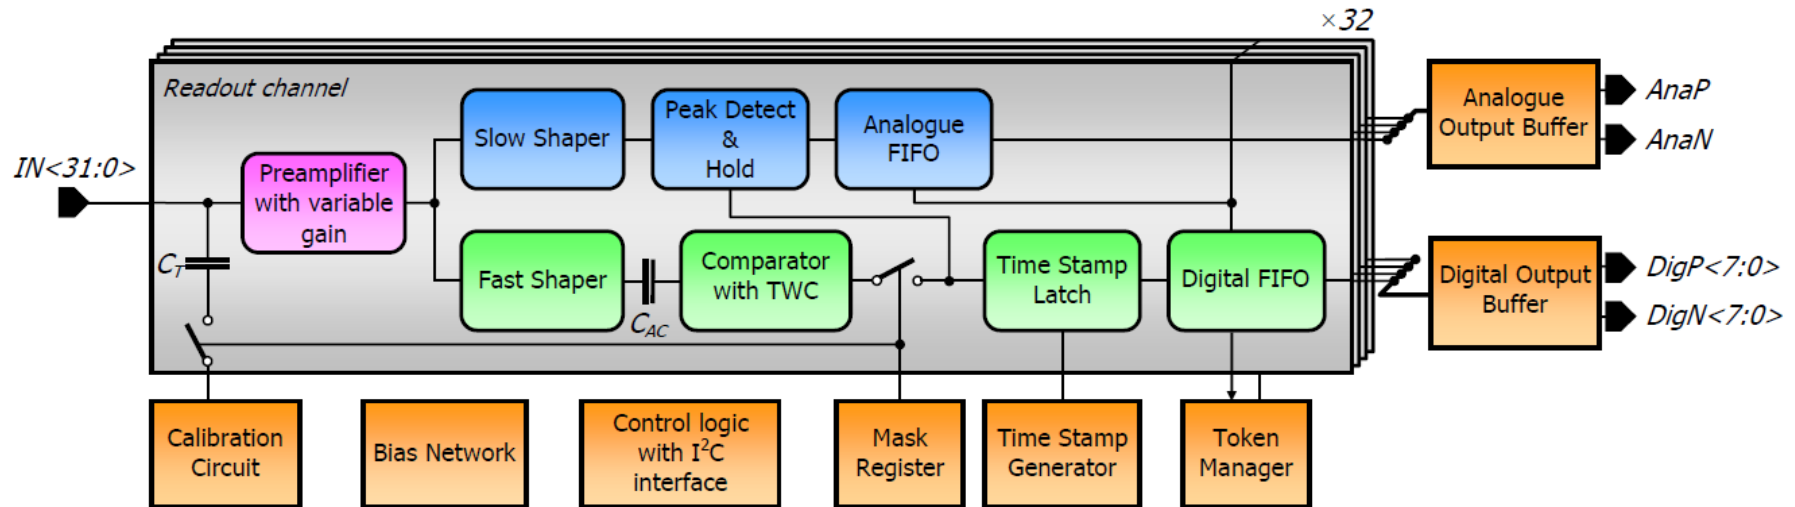 ×32
Readout channel
IN<31:0>
Preamplifier
with variable
gain
Slow Shaper
Peak Detect
&
Hold
Analogue
FIFO
Analogue
Output Buffer
AnaP
AnaN
C_T
Fast Shaper
C_AC
Comparator
with TWC
Time Stamp
Latch
Digital FIFO
Digital Output
Buffer
DigP<7:0>
DigN<7:0>
Calibration
Circuit
Bias Network
Control logic
with I²C
interface
Mask
Register
Time Stamp
Generator
Token
Manager